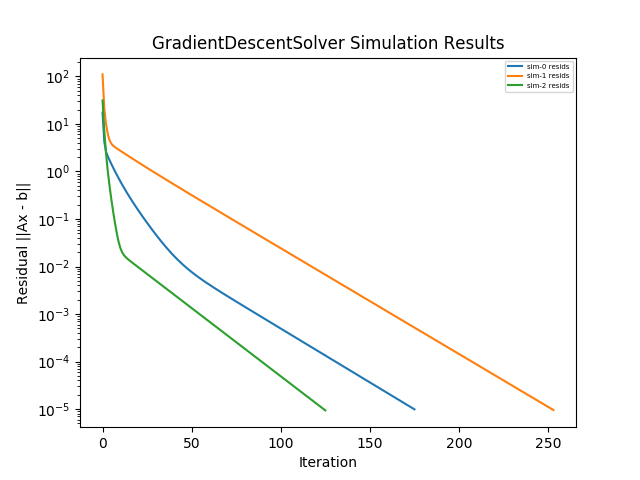 GradientDescentSolver Simulation Results
sim-0 resids
sim-1 resids
sim-2 resids
Residual ||Ax - b||
10²
10¹
10⁰
10⁻¹
10⁻²
10⁻³
10⁻⁴
10⁻⁵
0 50 100 150 200 250
Iteration